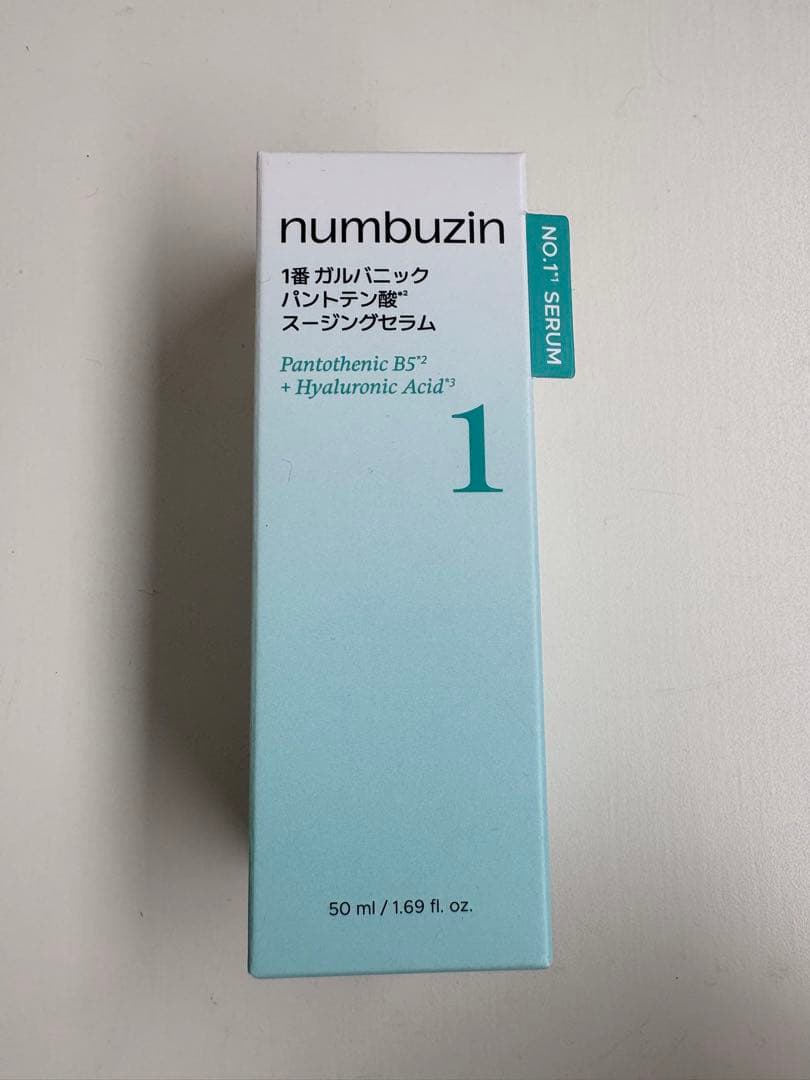 numbuzin
1番 ガルバニック
パントテン酸*2
スージングセラム
Pantothenic B5*2
+ Hyaluronic Acid*3
1
50 ml / 1.69 fl. oz.
NO.1*1 SERUM